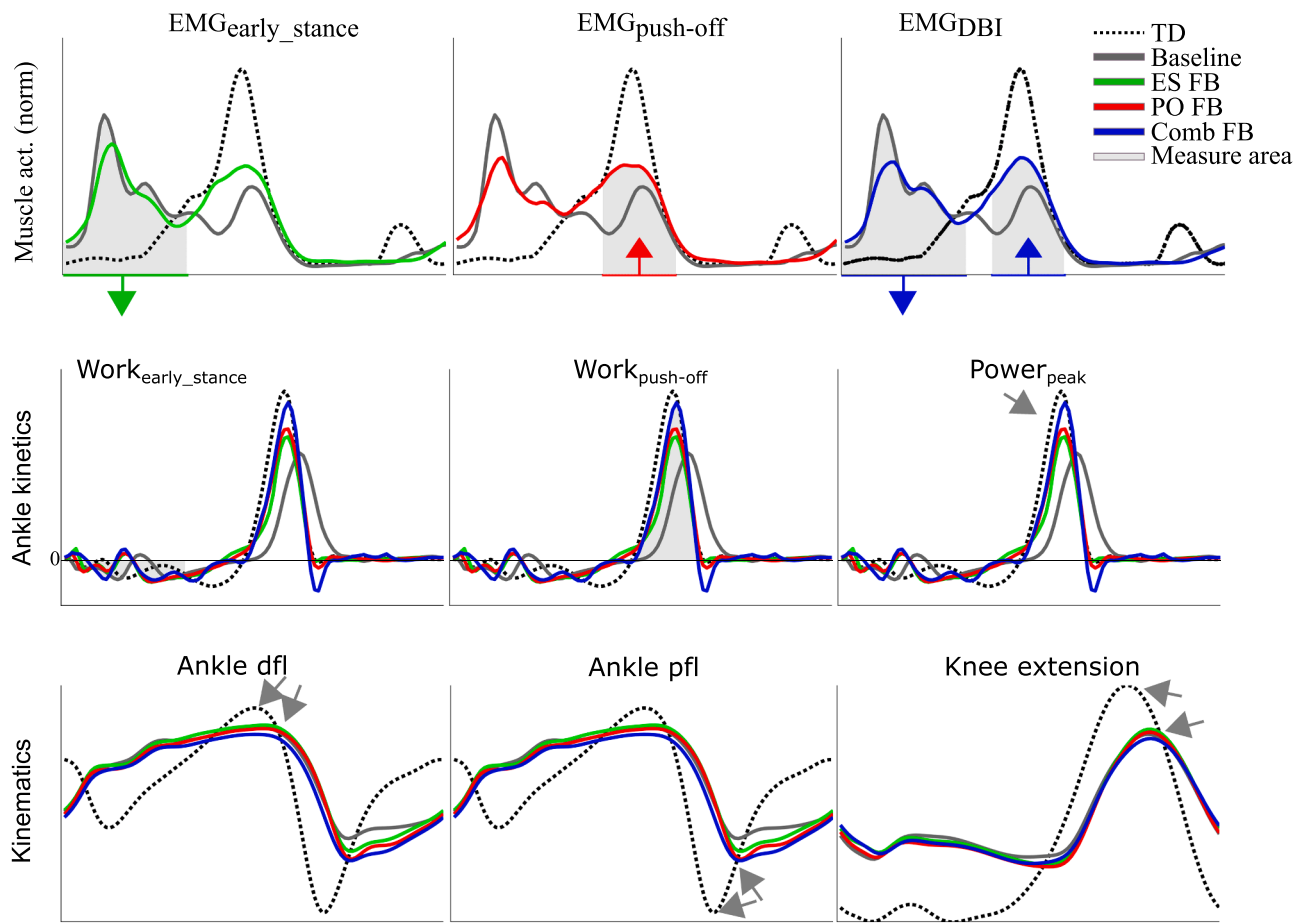 EMGearly_stance
EMGpush-off
EMGDBI
TD
Baseline
ES FB
PO FB
Comb FB
Measure area
Muscle act. (norm)
Workearly_stance
Workpush-off
Powerpeak
Ankle kinetics
0
Ankle dfl
Ankle pfl
Knee extension
Kinematics